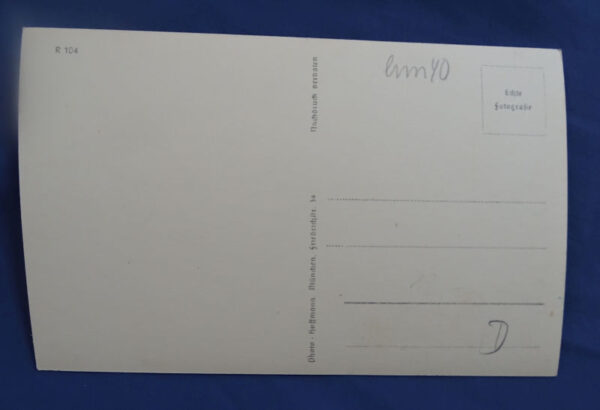 R 104
Nachdruck verboten
Photo-Hoffmann, München, Friedrichstr. 34
Echte
Fotografie
D